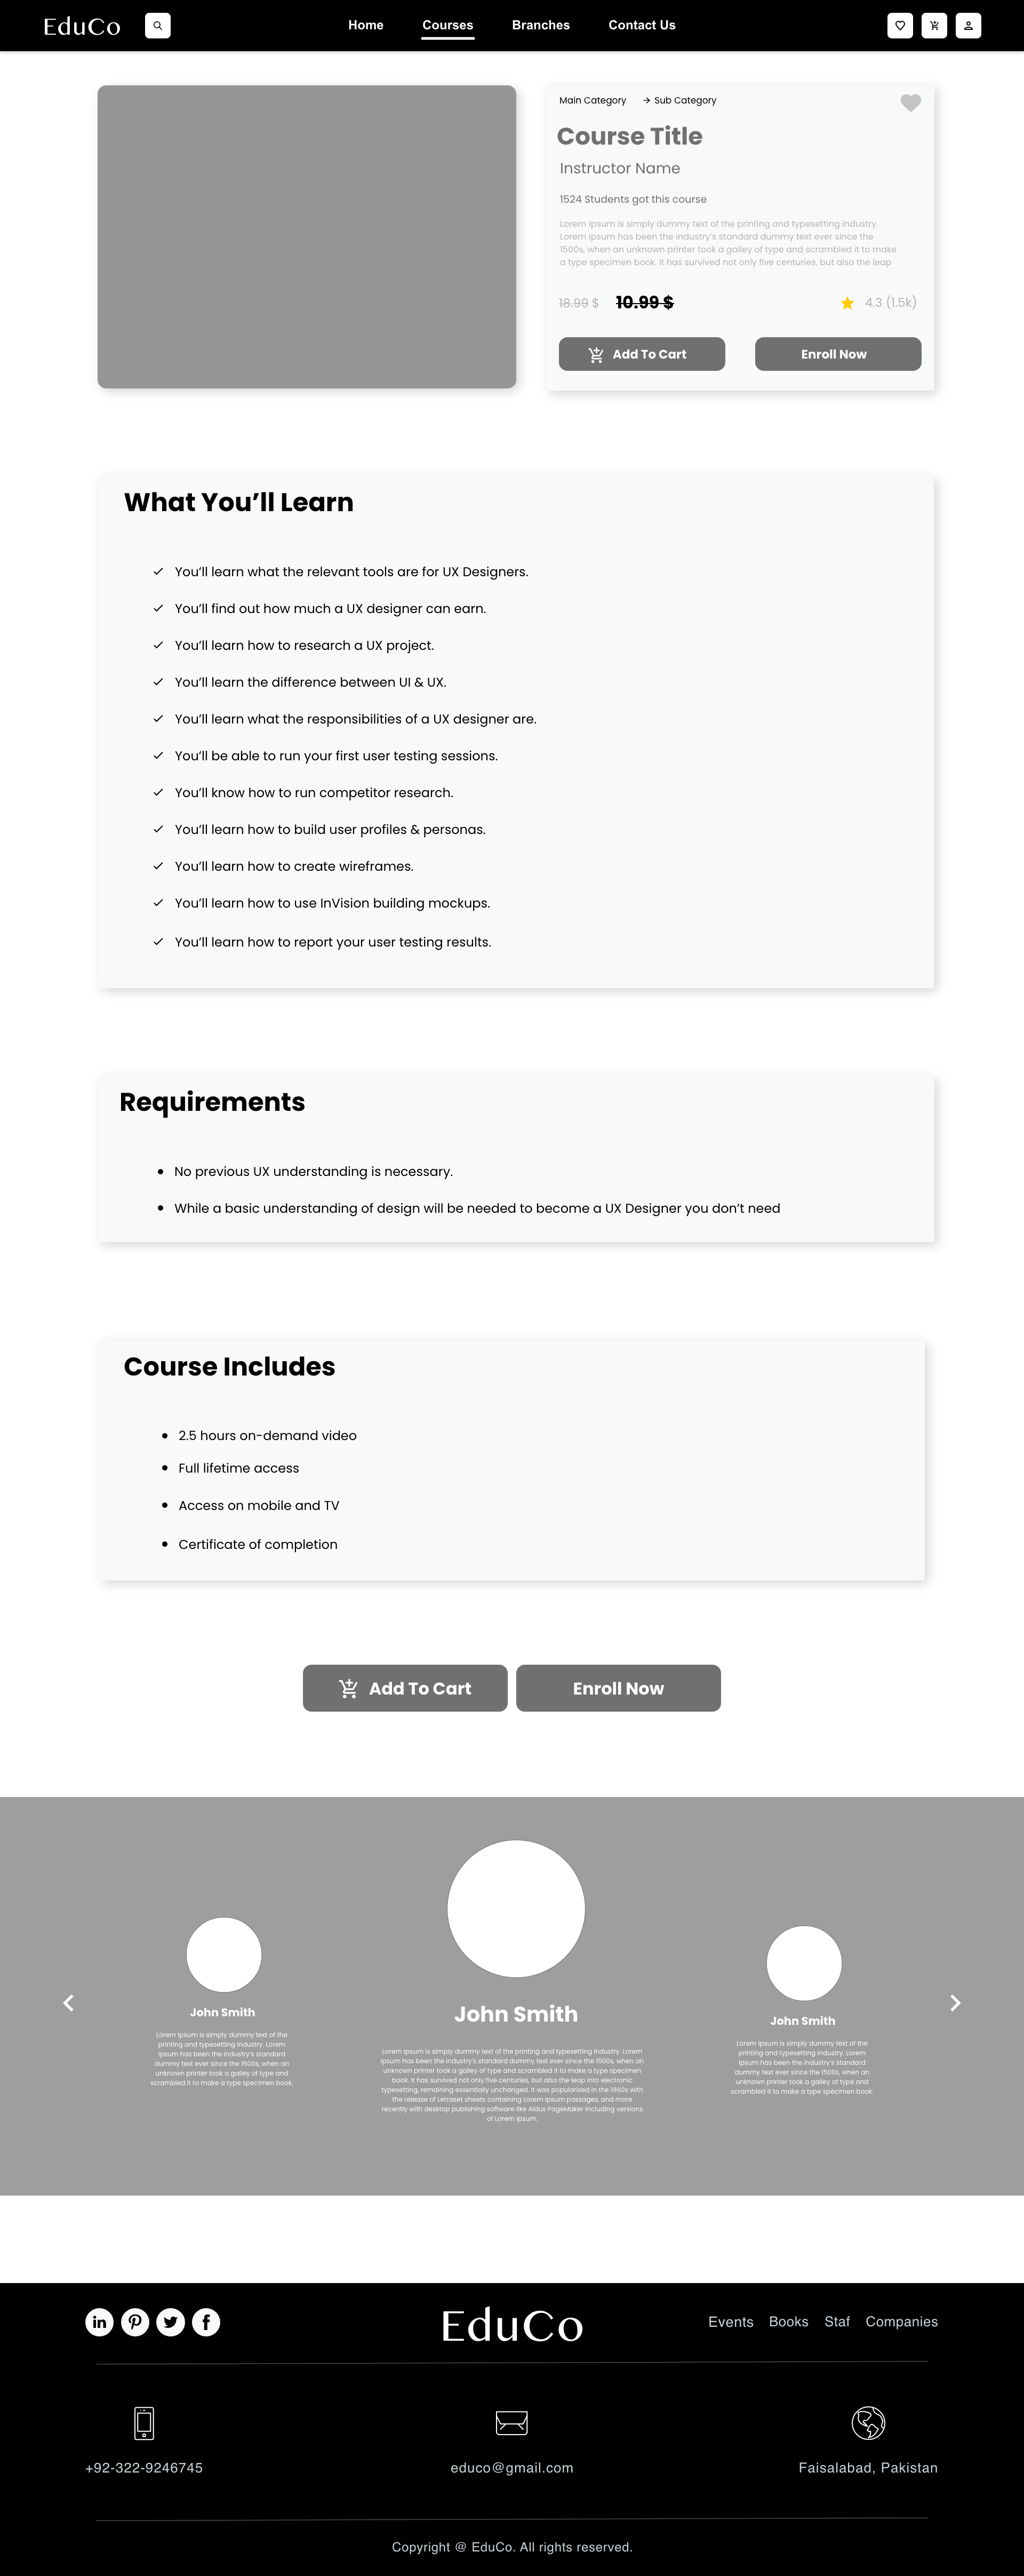 EduCo
Home Courses Branches Contact Us
Main Category → Sub Category
Course Title
Instructor Name
1524 Students got this course
Lorem Ipsum is simply dummy text of the printing and typesetting industry.
Lorem Ipsum has been the industry's standard dummy text ever since the
1500s, when an unknown printer took a galley of type and scrambled it to make
a type specimen book. It has survived not only five centuries, but also the leap
18.99 $ 10.99 $ 4.3 (1.5k)
Add To Cart Enroll Now
What You'll Learn
You'll learn what the relevant tools are for UX Designers.
You'll find out how much a UX designer can earn.
You'll learn how to research a UX project.
You'll learn the difference between UI & UX.
You'll learn what the responsibilities of a UX designer are.
You'll be able to run your first user testing sessions.
You'll know how to run competitor research.
You'll learn how to build user profiles & personas.
You'll learn how to create wireframes.
You'll learn how to use InVision building mockups.
You'll learn how to report your user testing results.
Requirements
No previous UX understanding is necessary.
While a basic understanding of design will be needed to become a UX Designer you don't need
Course Includes
2.5 hours on-demand video
Full lifetime access
Access on mobile and TV
Certificate of completion
Add To Cart Enroll Now
John Smith
Lorem Ipsum is simply dummy text of the
printing and typesetting industry. Lorem
Ipsum has been the industry's standard
dummy text ever since the 1500s, when an
unknown printer took a galley of type and
scrambled it to make a type specimen book.
John Smith
Lorem Ipsum is simply dummy text of the printing and typesetting industry. Lorem
Ipsum has been the industry's standard dummy text ever since the 1500s, when an
unknown printer took a galley of type and scrambled it to make a type specimen
book. It has survived not only five centuries, but also the leap into electronic
typesetting, remaining essentially unchanged. It was popularised in the 1960s with
the release of Letraset sheets containing Lorem Ipsum passages, and more
recently with desktop publishing software like Aldus PageMaker including versions
of Lorem Ipsum.
John Smith
Lorem Ipsum is simply dummy text of the
printing and typesetting industry. Lorem
Ipsum has been the industry's standard
dummy text ever since the 1500s, when an
unknown printer took a galley of type and
scrambled it to make a type specimen book.
in
EduCo
Events Books Staf Companies
+92-322-9246745
educo@gmail.com
Faisalabad, Pakistan
Copyright @ EduCo. All rights reserved.